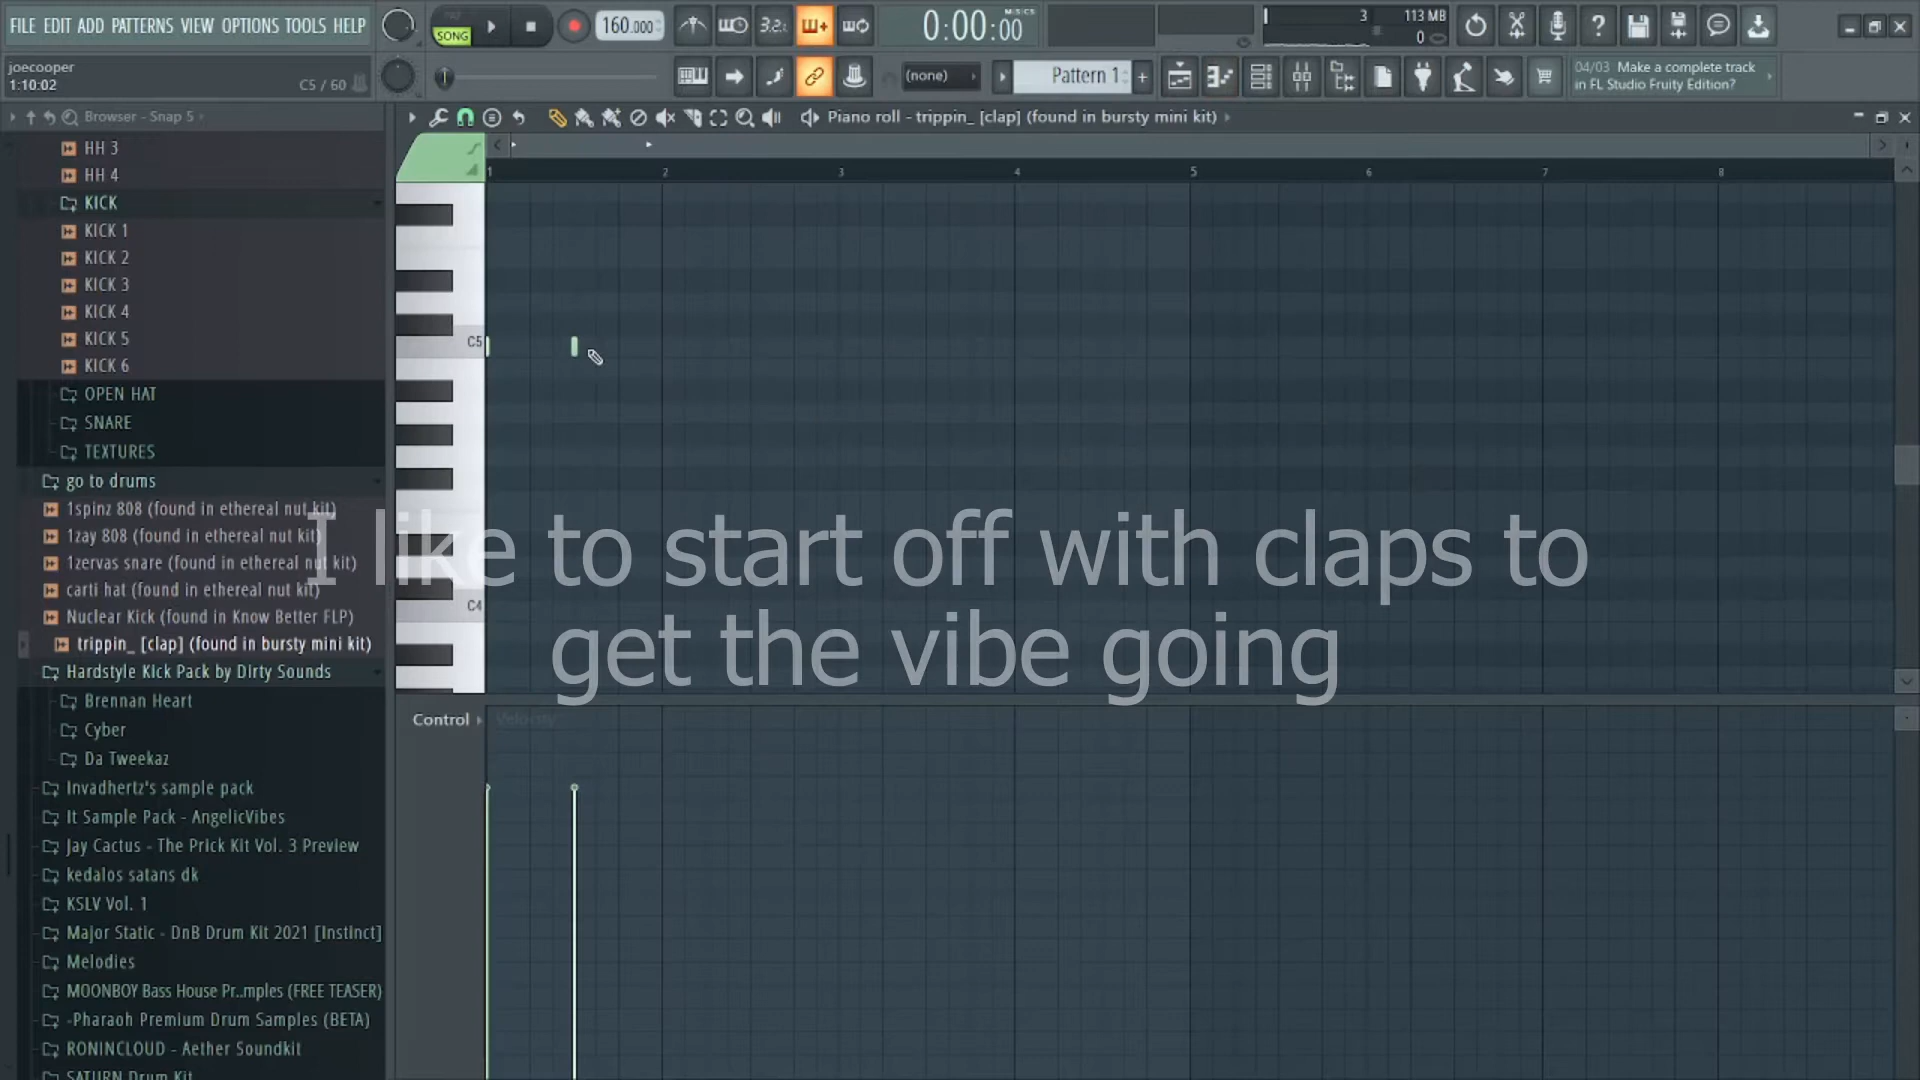 FILE EDIT ADD PATTERNS VIEW OPTIONS TOOLS HELP
SONG
160.000
3.2.
0:00:00
M:S:CS
3
113 MB
0
joecooper
1:10:02
C5 / 60
(none)
Pattern 1
04/03 Make a complete track
in FL Studio Fruity Edition?
Browser - Snap 5
Piano roll - trippin_ [clap] (found in bursty mini kit)
1 2 3 4 5 6 7 8
HH 3
HH 4
KICK
KICK 1
KICK 2
KICK 3
KICK 4
KICK 5
KICK 6
OPEN HAT
SNARE
TEXTURES
go to drums
1spinz 808 (found in ethereal nut kit)
1zay 808 (found in ethereal nut kit)
1zervas snare (found in ethereal nut kit)
carti hat (found in ethereal nut kit)
Nuclear Kick (found in Know Better FLP)
trippin_ [clap] (found in bursty mini kit)
Hardstyle Kick Pack by Dirty Sounds
Brennan Heart
Cyber
Da Tweekaz
Invadhertz's sample pack
It Sample Pack - AngelicVibes
Jay Cactus - The Prick Kit Vol. 3 Preview
kedalos satans dk
KSLV Vol. 1
Major Static - DnB Drum Kit 2021 [Instinct]
Melodies
MOONBOY Bass House Pr..mples (FREE TEASER)
-Pharaoh Premium Drum Samples (BETA)
RONINCLOUD - Aether Soundkit
SATURN Drum Kit
C5
C4
I like to start off with claps to
get the vibe going
Control
Velocity